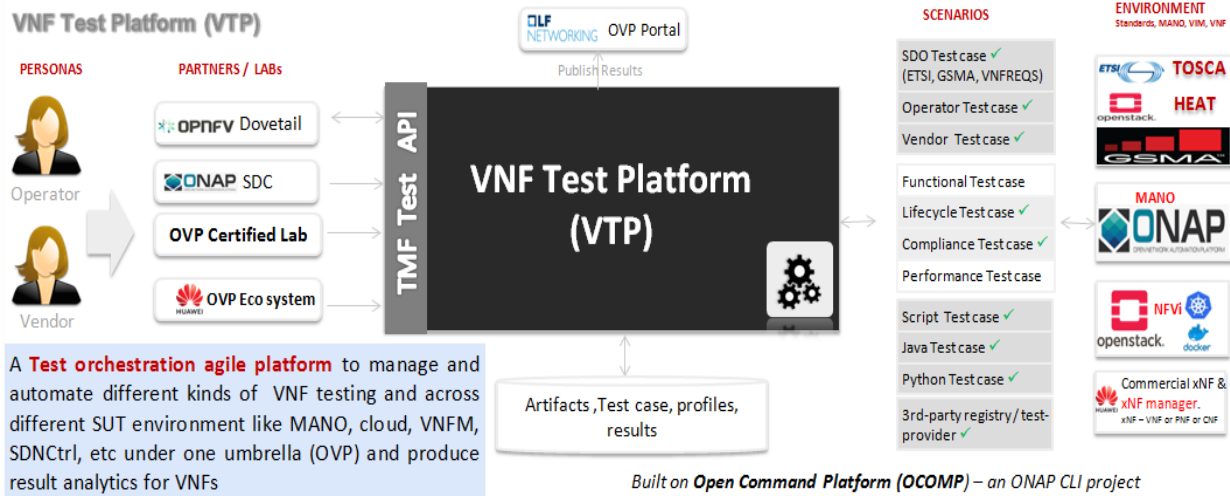 VNF Test Platform (VTP)
PERSONAS
PARTNERS / LABs
Operator
Vendor
OPNFV Dovetail
ONAP SDC
OVP Certified Lab
HUAWEI
OVP Eco system
LF
NETWORKING
OVP Portal
Publish Results
TMF Test API
VNF Test Platform
(VTP)
Artifacts ,Test case, profiles,
results
A Test orchestration agile platform to manage and
automate different kinds of VNF testing and across
different SUT environment like MANO, cloud, VNFM,
SDNCtrl, etc under one umbrella (OVP) and produce
result analytics for VNFs
SCENARIOS
SDO Test case ✓
(ETSI, GSMA, VNFREQS)
Operator Test case ✓
Vendor Test case ✓
Functional Test case
Lifecycle Test case ✓
Compliance Test case ✓
Performance Test case
Script Test case ✓
Java Test case ✓
Python Test case ✓
3rd-party registry / test-
provider ✓
ENVIRONMENT
Standards, MANO, VIM, VNF
ETSI
TOSCA
openstack.
HEAT
GSMA
MANO
ONAP
OPEN NETWORK AUTOMATION PLATFORM
openstack.
NFVi
docker
HUAWEI
Commercial xNF &
xNF manager.
xNF – VNF or PNF or CNF
Built on Open Command Platform (OCOMP) – an ONAP CLI project